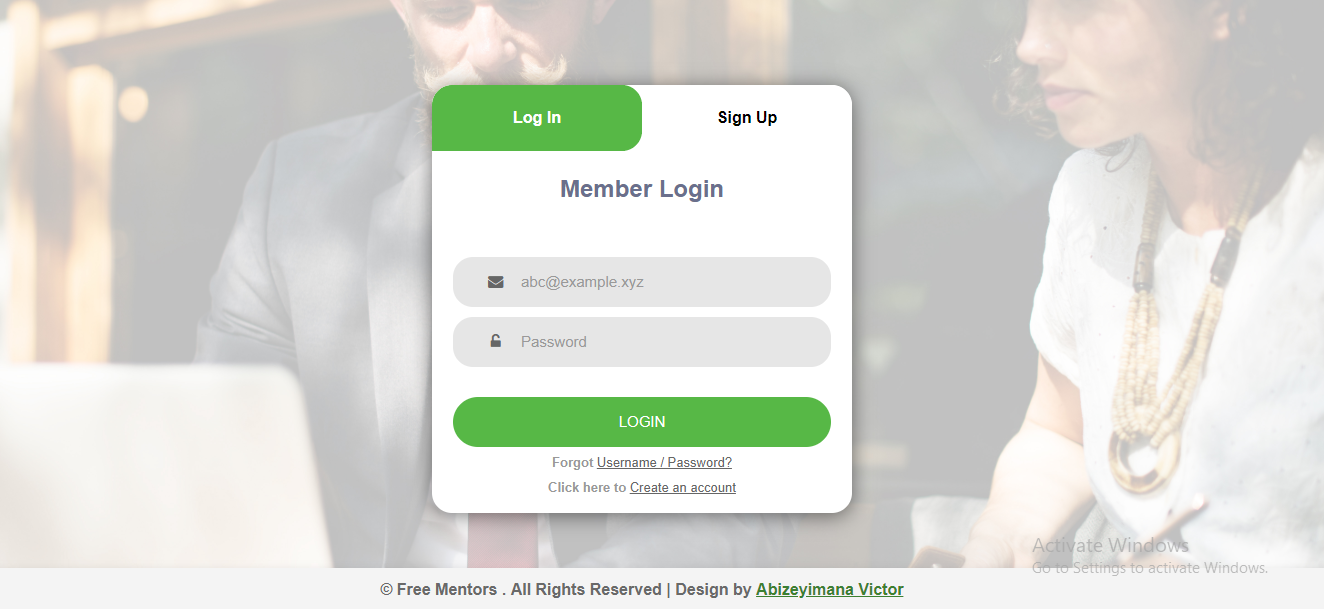 Log In
Sign Up
Member Login
abc@example.xyz
Password
LOGIN
Forgot Username / Password?
Click here to Create an account
Activate Windows
Go to Settings to activate Windows.
© Free Mentors . All Rights Reserved | Design by Abizeyimana Victor